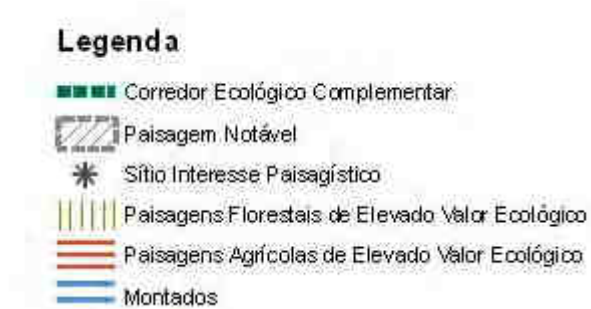 Legenda
Corredor Ecológico Complementar
Paisagem Notável
Sítio Interesse Paisagístico
Paisagens Florestais de Elevado Valor Ecológico
Paisagens Agrícolas de Elevado Valor Ecológico
Montados